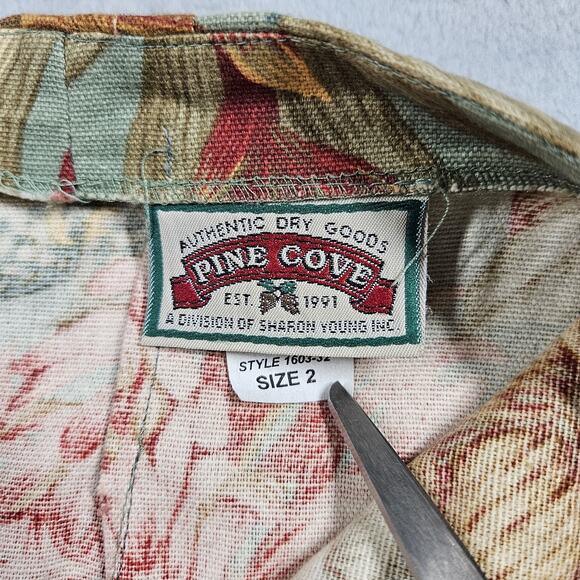 AUTHENTIC DRY GOODS
PINE COVE
EST. 1991
A DIVISION OF SHARON YOUNG INC.
STYLE 1603-32
SIZE 2